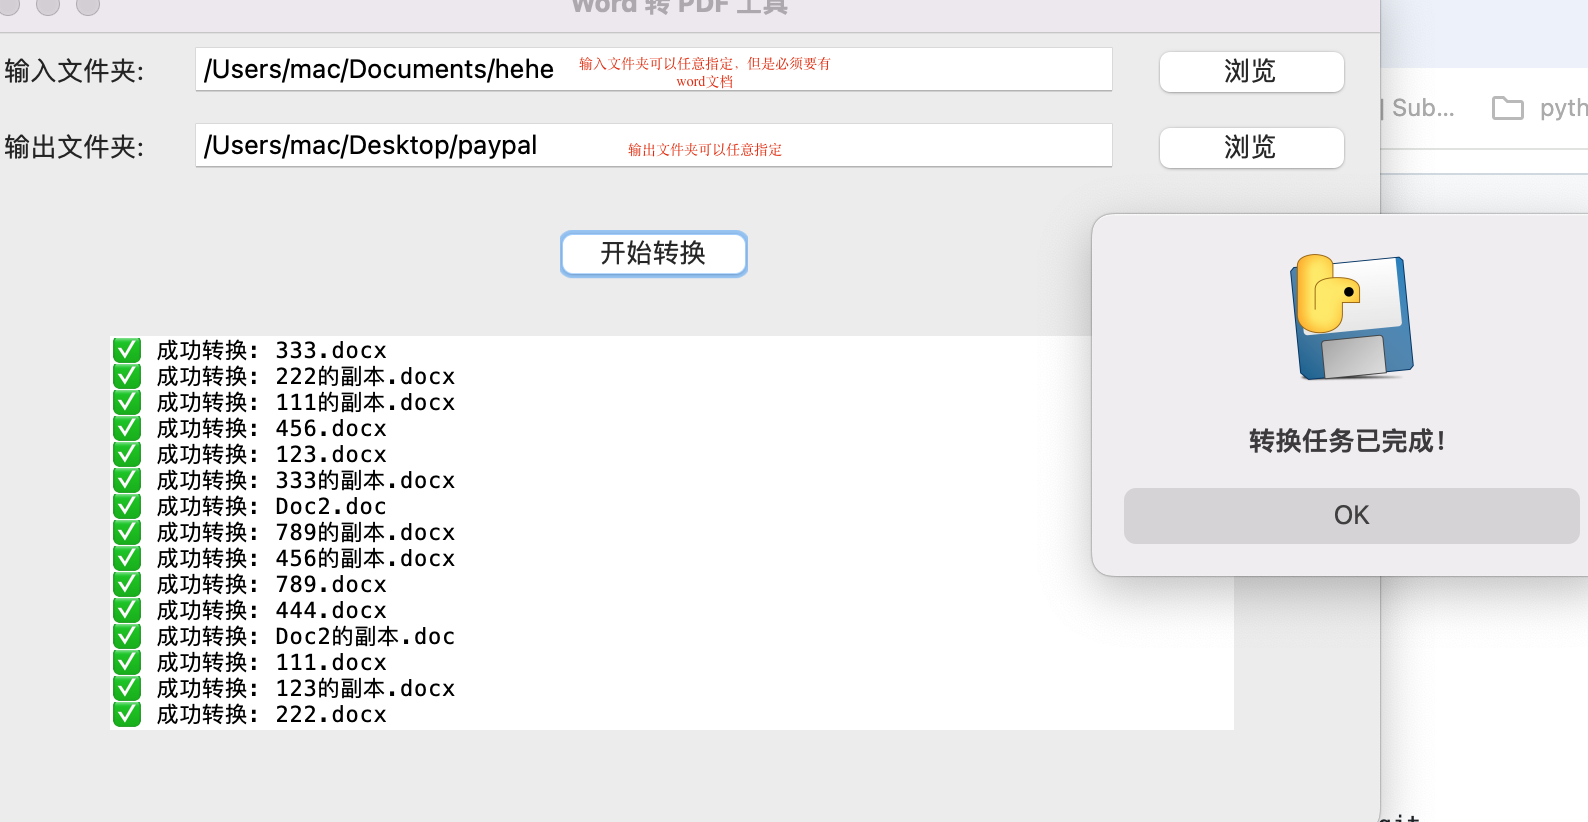 Word 转 PDF 工具
输入文件夹:
/Users/mac/Documents/hehe
输入文件夹可以任意指定，但是必须要有
word文档
浏览
Sub...
输出文件夹:
/Users/mac/Desktop/paypal
输出文件夹可以任意指定
浏览
开始转换
✅ 成功转换: 333.docx
✅ 成功转换: 222的副本.docx
✅ 成功转换: 111的副本.docx
✅ 成功转换: 456.docx
✅ 成功转换: 123.docx
✅ 成功转换: 333的副本.docx
✅ 成功转换: Doc2.doc
✅ 成功转换: 789的副本.docx
✅ 成功转换: 456的副本.docx
✅ 成功转换: 789.docx
✅ 成功转换: 444.docx
✅ 成功转换: Doc2的副本.doc
✅ 成功转换: 111.docx
✅ 成功转换: 123的副本.docx
✅ 成功转换: 222.docx
转换任务已完成！
OK